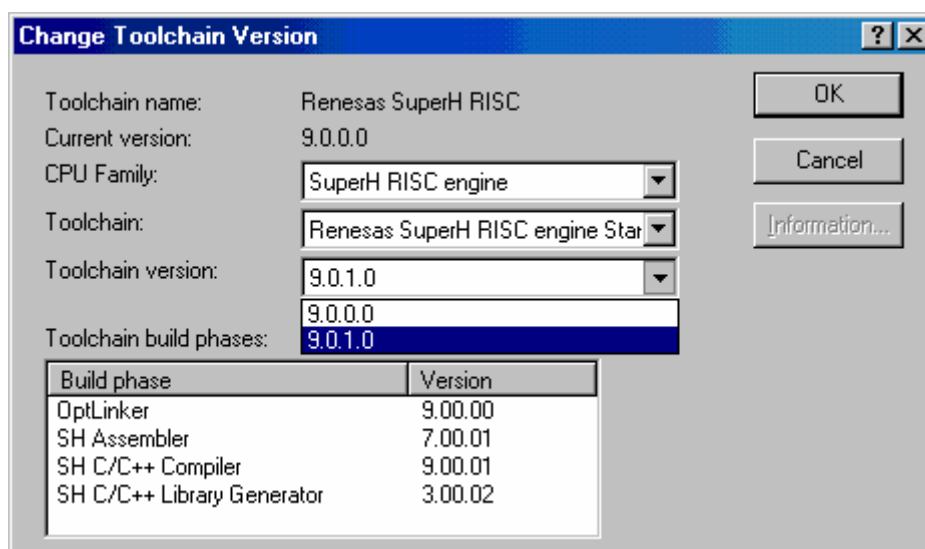 Change Toolchain Version
Toolchain name: Renesas SuperH RISC
Current version: 9.0.0.0
CPU Family: SuperH RISC engine
Toolchain: Renesas SuperH RISC engine Star
Toolchain version: 9.0.1.0
9.0.0.0
9.0.1.0
Toolchain build phases:
Build phase Version
OptLinker 9.00.00
SH Assembler 7.00.01
SH C/C++ Compiler 9.00.01
SH C/C++ Library Generator 3.00.02
OK
Cancel
Information...